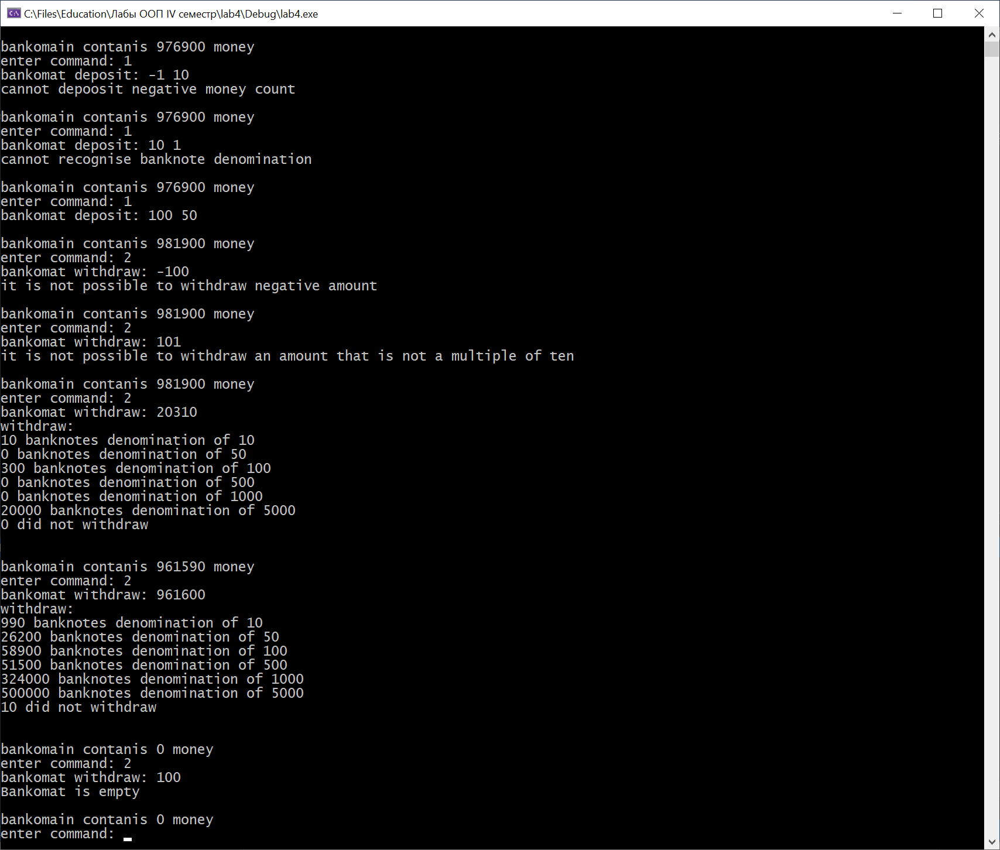 C:\Files\Education\Лабы ООП IV семестр\lab4\Debug\lab4.exe
bankomain contanis 976900 money
enter command: 1
bankomat deposit: -1 10
cannot depoosit negative money count
bankomain contanis 976900 money
enter command: 1
bankomat deposit: 10 1
cannot recognise banknote denomination
bankomain contanis 976900 money
enter command: 1
bankomat deposit: 100 50
bankomain contanis 981900 money
enter command: 2
bankomat withdraw: -100
it is not possible to withdraw negative amount
bankomain contanis 981900 money
enter command: 2
bankomat withdraw: 101
it is not possible to withdraw an amount that is not a multiple of ten
bankomain contanis 981900 money
enter command: 2
bankomat withdraw: 20310
withdraw:
10 banknotes denomination of 10
0 banknotes denomination of 50
300 banknotes denomination of 100
0 banknotes denomination of 500
0 banknotes denomination of 1000
20000 banknotes denomination of 5000
0 did not withdraw
bankomain contanis 961590 money
enter command: 2
bankomat withdraw: 961600
withdraw:
990 banknotes denomination of 10
26200 banknotes denomination of 50
58900 banknotes denomination of 100
51500 banknotes denomination of 500
324000 banknotes denomination of 1000
500000 banknotes denomination of 5000
10 did not withdraw
bankomain contanis 0 money
enter command: 2
bankomat withdraw: 100
Bankomat is empty
bankomain contanis 0 money
enter command: